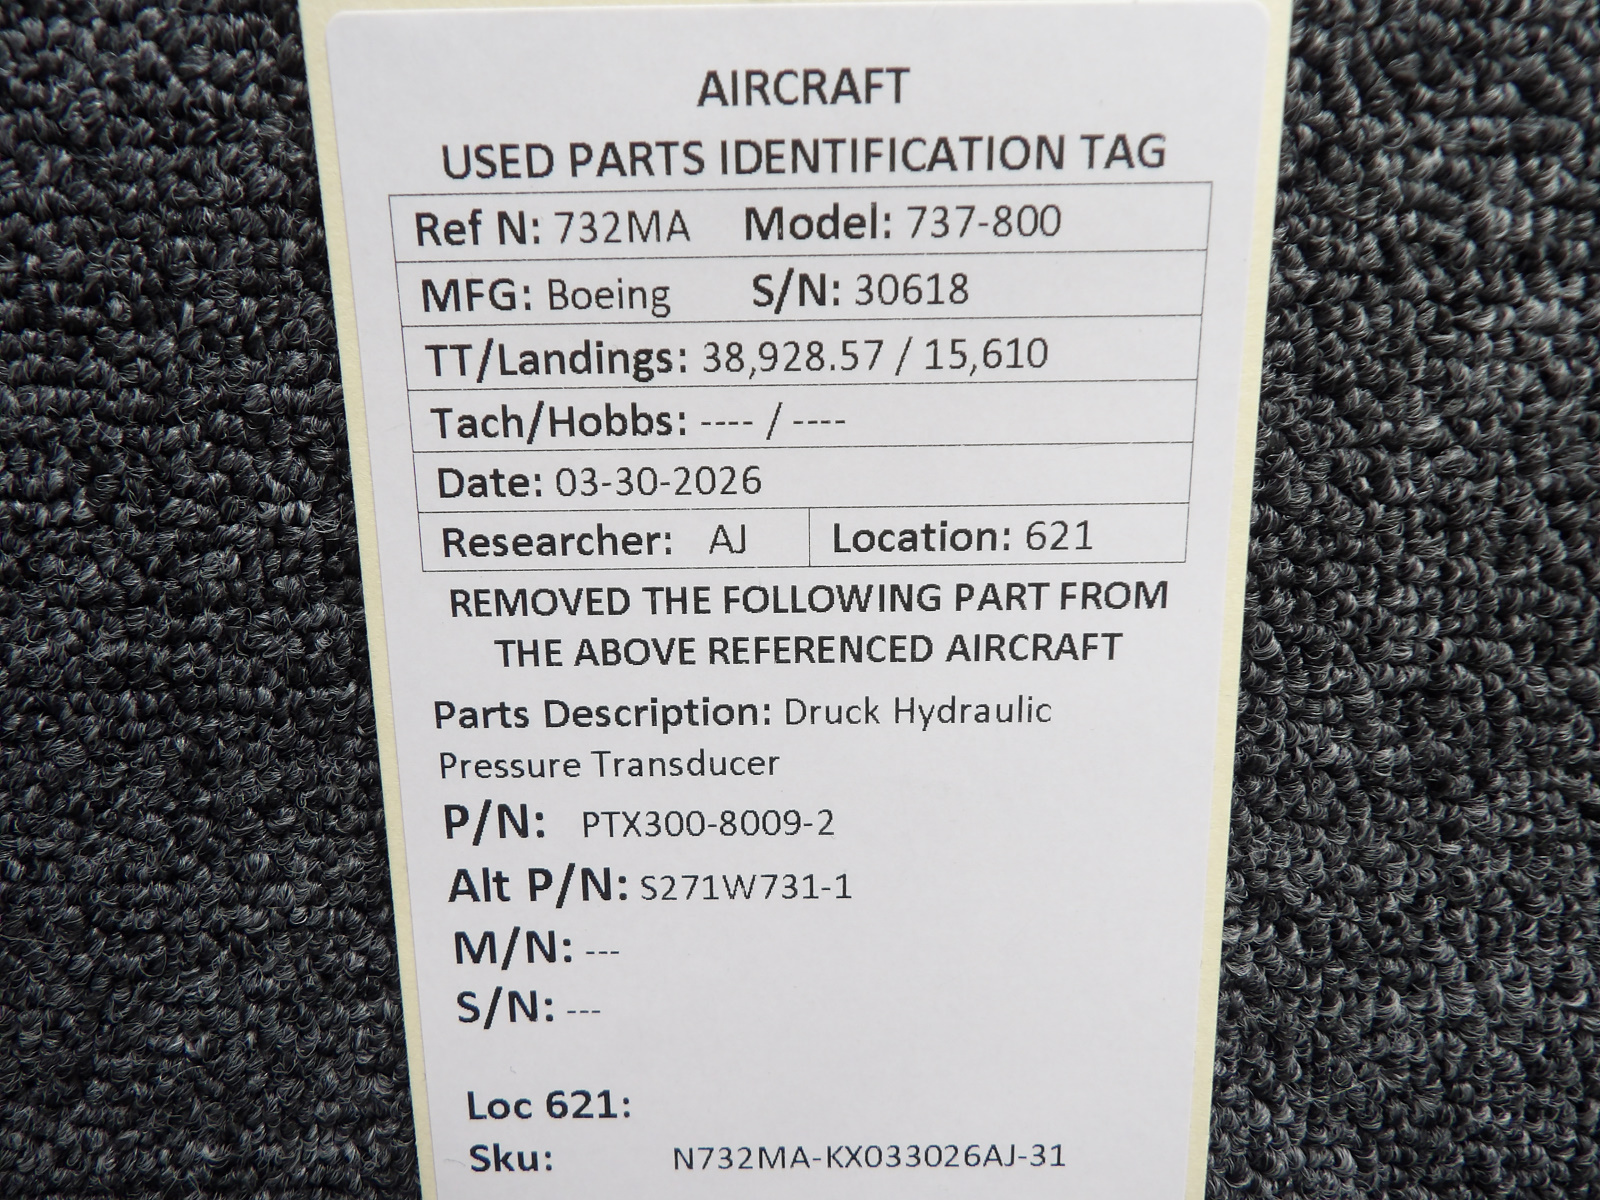 AIRCRAFT
USED PARTS IDENTIFICATION TAG
Ref N: 732MA Model: 737-800
MFG: Boeing S/N: 30618
TT/Landings: 38,928.57 / 15,610
Tach/Hobbs: ---- / ----
Date: 03-30-2026
Researcher: AJ Location: 621
REMOVED THE FOLLOWING PART FROM
THE ABOVE REFERENCED AIRCRAFT
Parts Description: Druck Hydraulic
Pressure Transducer
P/N: PTX300-8009-2
Alt P/N: S271W731-1
M/N: ---
S/N: ---
Loc 621:
Sku: N732MA-KX033026AJ-31